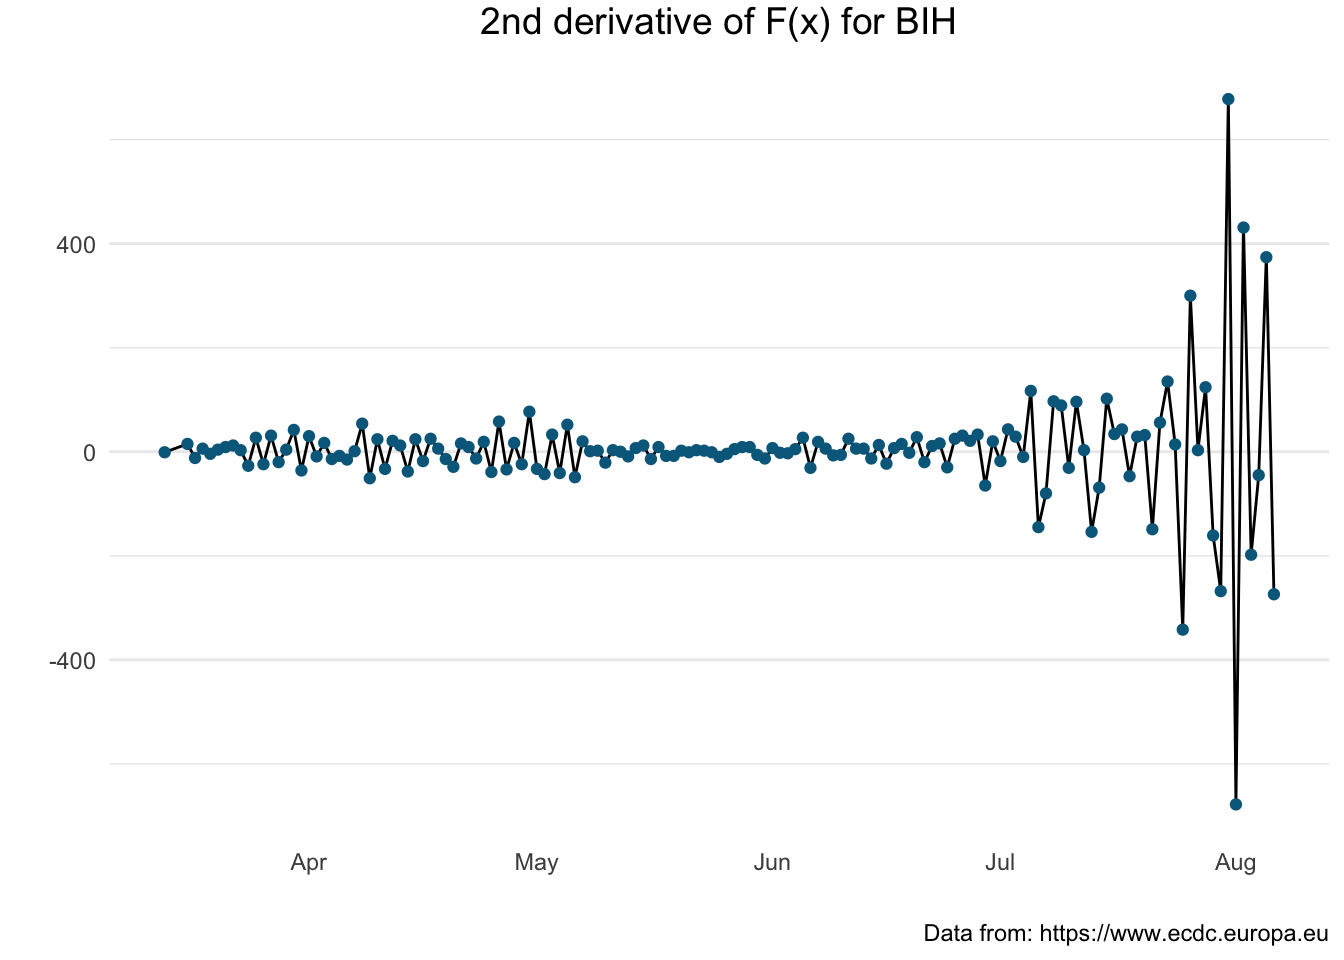 2nd derivative of F(x) for BIH
400
0
-400
Apr May Jun Jul Aug
Data from: https://www.ecdc.europa.eu